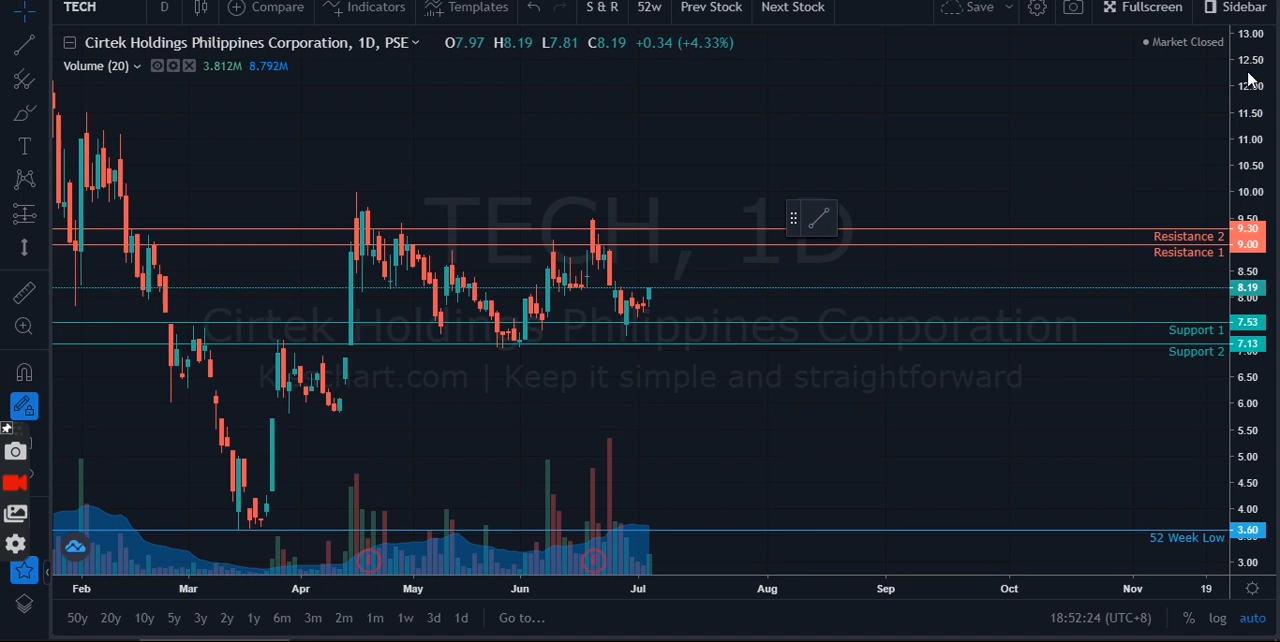 TECH D Compare Indicators Templates S & R 52w Prev Stock Next Stock Save Fullscreen Sidebar
Cirtek Holdings Philippines Corporation, 1D, PSE O7.97 H8.19 L7.81 C8.19 +0.34 (+4.33%) Market Closed
Volume (20) 3.812M 8.792M
TECH, 1D
Cirtek Holdings Philippines Corporation
.com | Keep it simple and straightforward
13.00
12.50
12.00
11.50
11.00
10.50
10.00
9.50
Resistance 2 9.30
Resistance 1 9.00
8.50
8.19
8.00
Support 1 7.53
Support 2 7.13
7.00
6.50
6.00
5.50
5.00
4.50
4.00
52 Week Low 3.60
3.00
Feb Mar Apr May Jun Jul Aug Sep Oct Nov 19
50y 20y 10y 5y 3y 2y 1y 6m 3m 2m 1m 1w 3d 1d Go to... 18:52:24 (UTC+8) % log auto